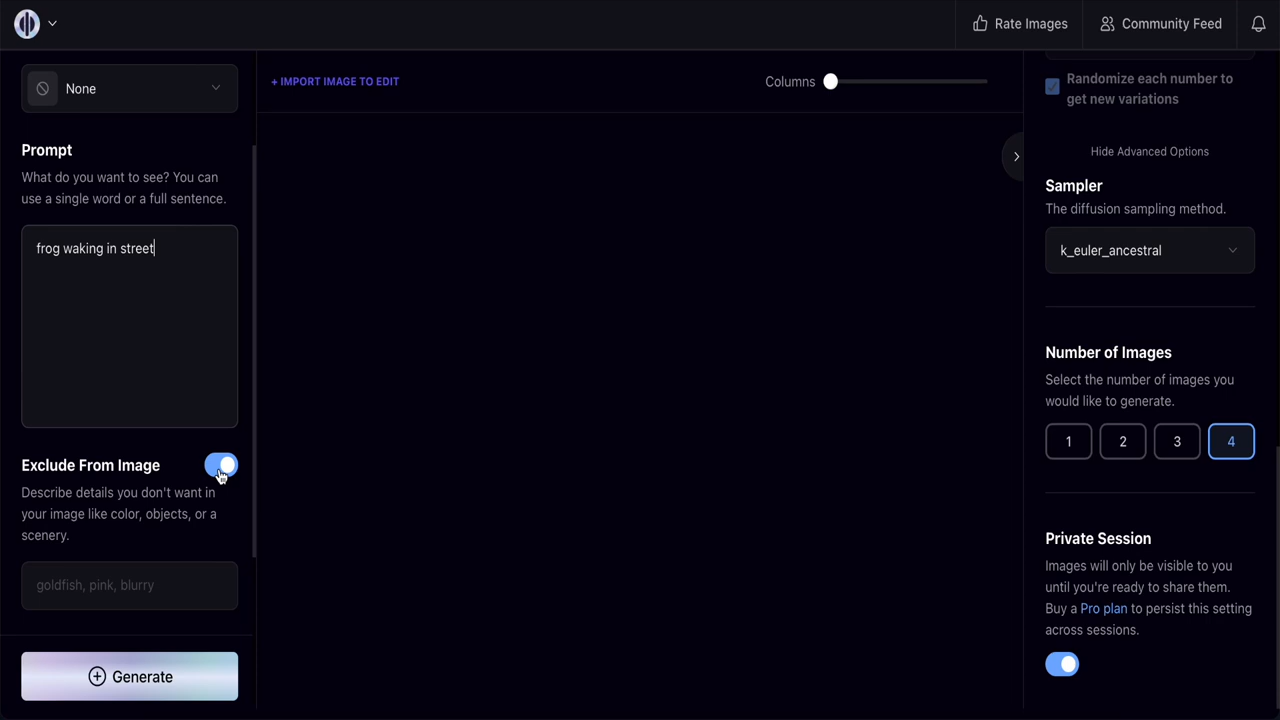 Rate Images
Community Feed
None
+ IMPORT IMAGE TO EDIT
Columns
Prompt
What do you want to see? You can
use a single word or a full sentence.
frog waking in street
Exclude From Image
Describe details you don't want in
your image like color, objects, or a
scenery.
goldfish, pink, blurry
Generate
Randomize each number to
get new variations
Hide Advanced Options
Sampler
The diffusion sampling method.
k_euler_ancestral
Number of Images
Select the number of images you
would like to generate.
1 2 3 4
Private Session
Images will only be visible to you
until you're ready to share them.
Buy a Pro plan to persist this setting
across sessions.